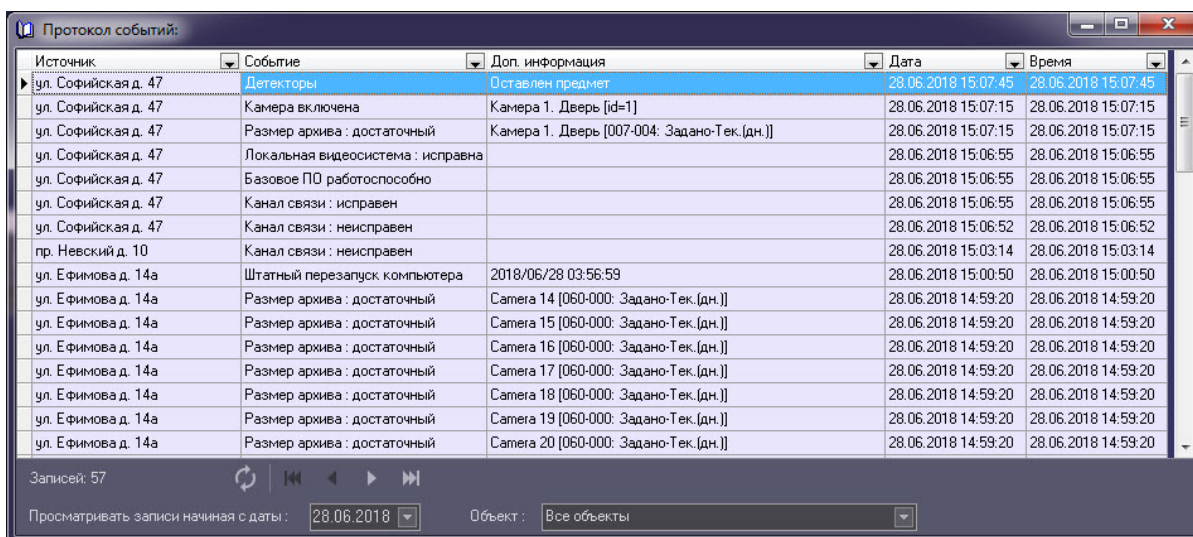 Протокол событий:
Источник Событие Доп. информация Дата Время
ул. Софийская д. 47 Детекторы Оставлен предмет 28.06.2018 15:07:45 28.06.2018 15:07:45
ул. Софийская д. 47 Камера включена Камера 1. Дверь [id=1] 28.06.2018 15:07:15 28.06.2018 15:07:15
ул. Софийская д. 47 Размер архива : достаточный Камера 1. Дверь [007-004: Задано-Тек.(дн.)] 28.06.2018 15:07:15 28.06.2018 15:07:15
ул. Софийская д. 47 Локальная видеосистема : исправна 28.06.2018 15:06:55 28.06.2018 15:06:55
ул. Софийская д. 47 Базовое ПО работоспособно 28.06.2018 15:06:55 28.06.2018 15:06:55
ул. Софийская д. 47 Канал связи : исправен 28.06.2018 15:06:55 28.06.2018 15:06:55
ул. Софийская д. 47 Канал связи : неисправен 28.06.2018 15:06:52 28.06.2018 15:06:52
пр. Невский д. 10 Канал связи : неисправен 28.06.2018 15:03:14 28.06.2018 15:03:14
ул. Ефимова д. 14а Штатный перезапуск компьютера 2018/06/28 03:56:59 28.06.2018 15:00:50 28.06.2018 15:00:50
ул. Ефимова д. 14а Размер архива : достаточный Camera 14 [060-000: Задано-Тек.(дн.)] 28.06.2018 14:59:20 28.06.2018 14:59:20
ул. Ефимова д. 14а Размер архива : достаточный Camera 15 [060-000: Задано-Тек.(дн.)] 28.06.2018 14:59:20 28.06.2018 14:59:20
ул. Ефимова д. 14а Размер архива : достаточный Camera 16 [060-000: Задано-Тек.(дн.)] 28.06.2018 14:59:20 28.06.2018 14:59:20
ул. Ефимова д. 14а Размер архива : достаточный Camera 17 [060-000: Задано-Тек.(дн.)] 28.06.2018 14:59:20 28.06.2018 14:59:20
ул. Ефимова д. 14а Размер архива : достаточный Camera 18 [060-000: Задано-Тек.(дн.)] 28.06.2018 14:59:20 28.06.2018 14:59:20
ул. Ефимова д. 14а Размер архива : достаточный Camera 19 [060-000: Задано-Тек.(дн.)] 28.06.2018 14:59:20 28.06.2018 14:59:20
ул. Ефимова д. 14а Размер архива : достаточный Camera 20 [060-000: Задано-Тек.(дн.)] 28.06.2018 14:59:20 28.06.2018 14:59:20
Записей: 57
Просматривать записи начиная с даты : 28.06.2018 Объект : Все объекты